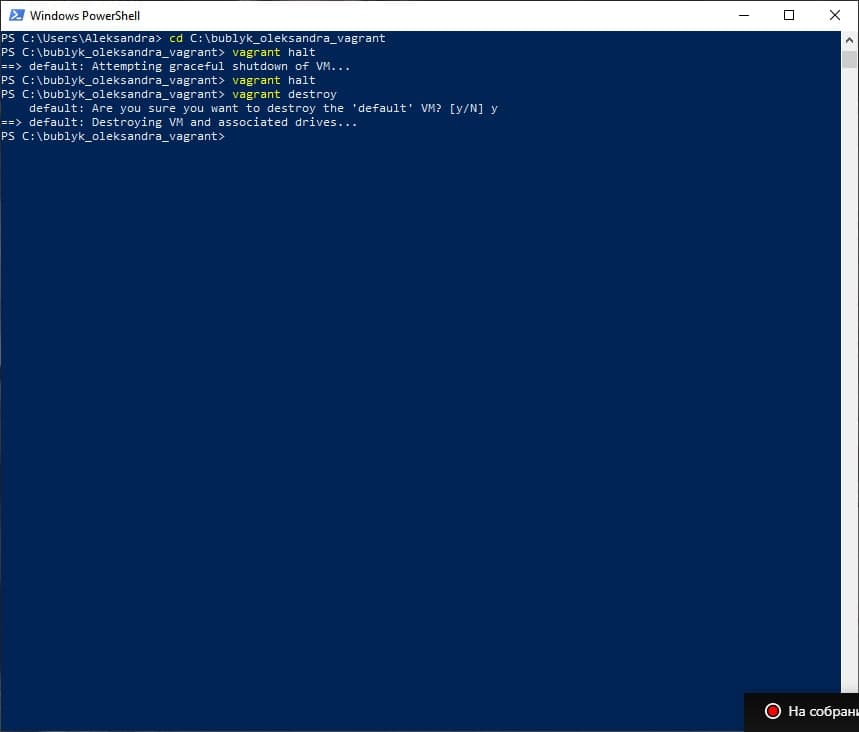 Windows PowerShell
PS C:\Users\Aleksandra> cd C:\bublyk_oleksandra_vagrant
PS C:\bublyk_oleksandra_vagrant> vagrant halt
==> default: Attempting graceful shutdown of VM...
PS C:\bublyk_oleksandra_vagrant> vagrant halt
PS C:\bublyk_oleksandra_vagrant> vagrant destroy
    default: Are you sure you want to destroy the 'default' VM? [y/N] y
==> default: Destroying VM and associated drives...
PS C:\bublyk_oleksandra_vagrant>
На собрани